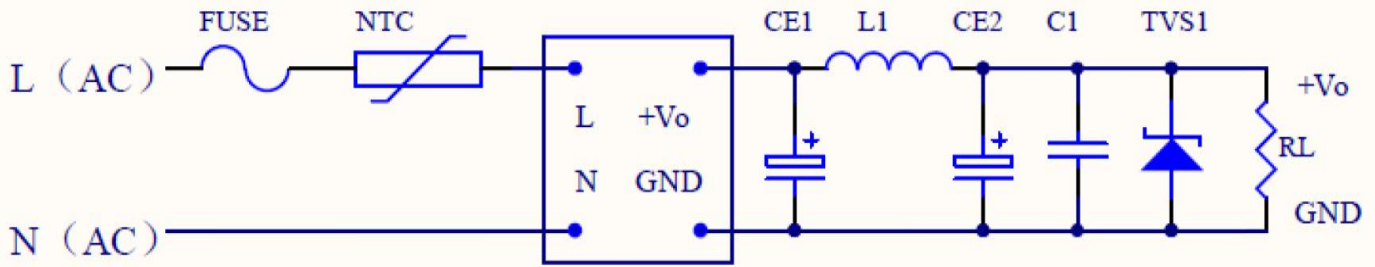 FUSE NTC CE1 L1 CE2 C1 TVS1
L（AC） +Vo
L +Vo
RL
N GND
GND
N（AC）